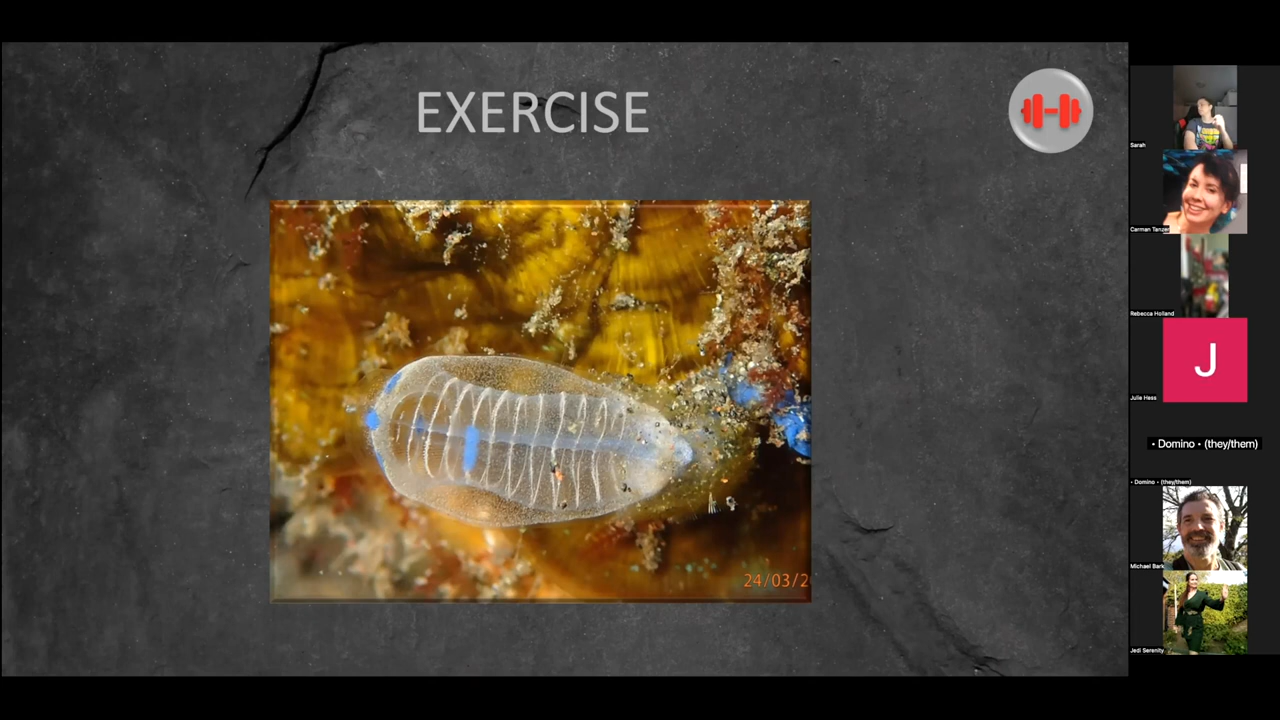 EXERCISE
24/03/2
Sarah
Carman Tanzer
Rebecca Holland
J
Julie Hess
• Domino • (they/them)
• Domino • (they/them)
Michael Bark
Jedi Serenity